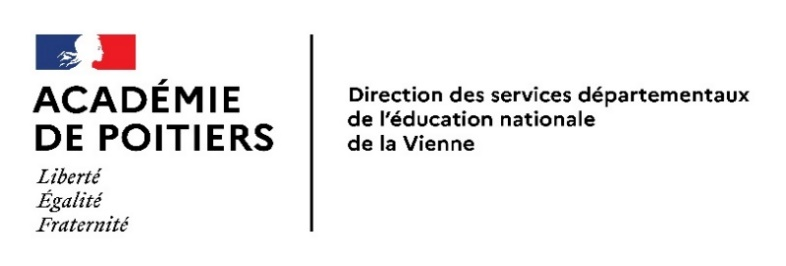 ACADÉMIE
DE POITIERS
Liberté
Égalité
Fraternité
Direction des services départementaux
de l'éducation nationale
de la Vienne